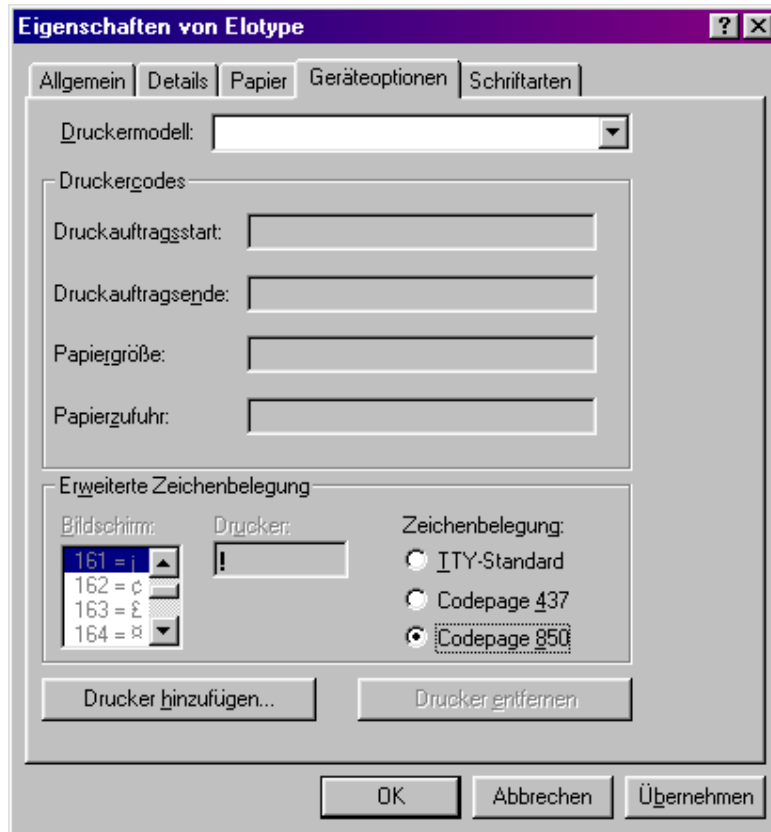 Eigenschaften von Elotype
Allgemein Details Papier Geräteoptionen Schriftarten
Druckermodell:
Druckercodes
Druckauftragsstart:
Druckauftragsende:
Papiergröße:
Papierzufuhr:
Erweiterte Zeichenbelegung
Bildschirm: Drucker: Zeichenbelegung:
161 = ¡ ! TTY-Standard
162 = ¢
163 = £ Codepage 437
164 = ¤ Codepage 850
Drucker hinzufügen... Drucker entfernen
OK Abbrechen Übernehmen